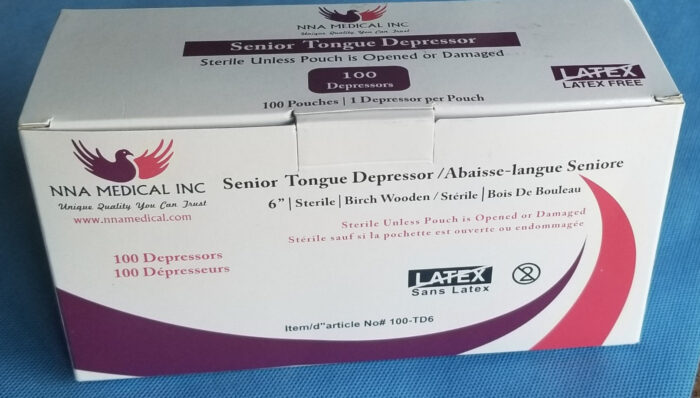 NNA MEDICAL INC
Unique Quality You Can Trust
Senior Tongue Depressor
Sterile Unless Pouch is Opened or Damaged
100
Depressors
100 Pouches | 1 Depressor per Pouch
LATEX
LATEX FREE
NNA MEDICAL INC
Unique Quality You Can Trust
www.nnamedical.com
Senior Tongue Depressor /Abaisse-langue Seniore
6" | Sterile | Birch Wooden / Stérile | Bois De Bouleau
Sterile Unless Pouch is Opened or Damaged
Stérile sauf si la pochette est ouverte ou endommagée
100 Depressors
100 Dépresseurs
LATEX
Sans Latex
2
Item/d"article No# 100-TD6